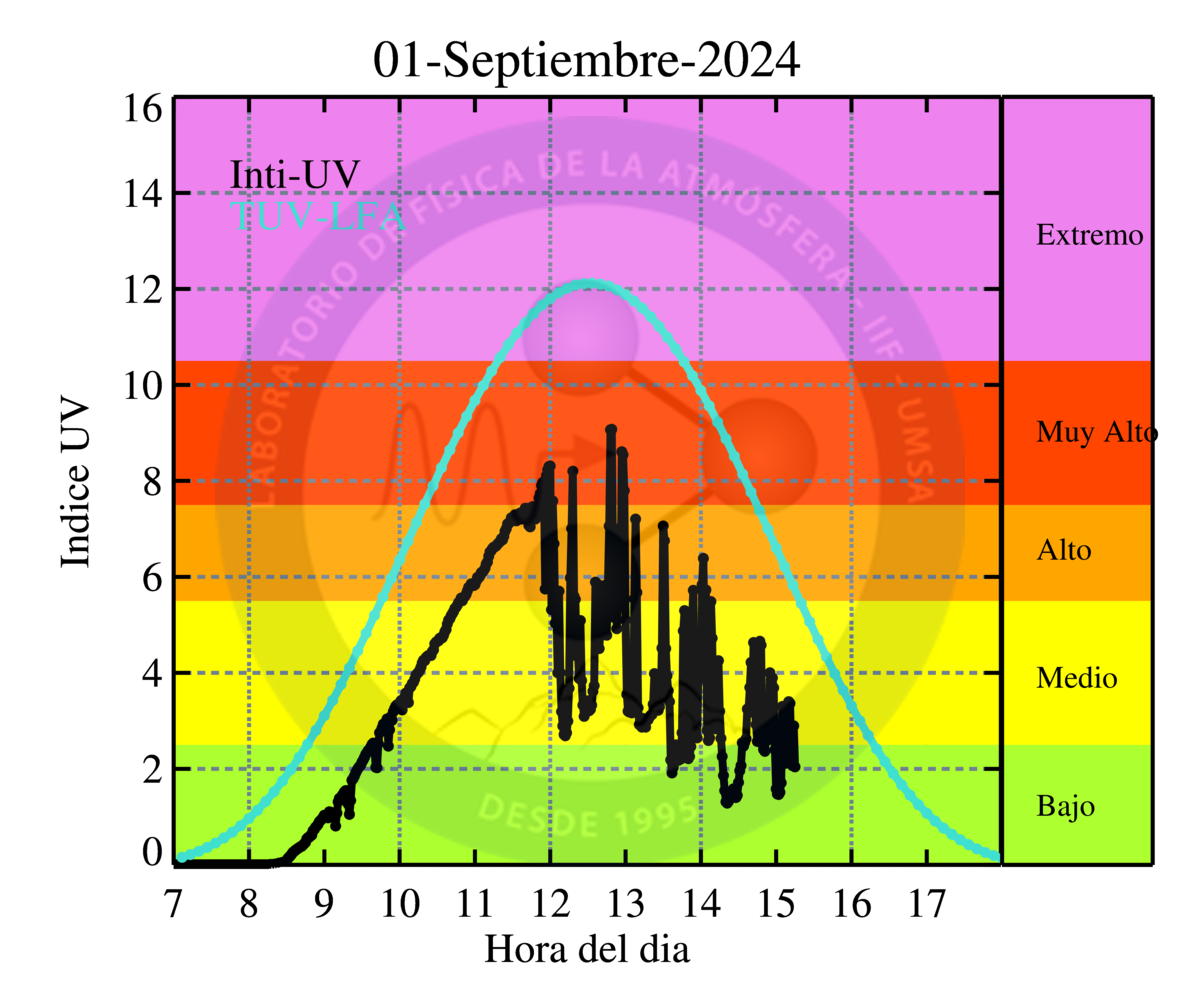 01-Septiembre-2024
Inti-UV
TUV-LFA
LABORATORIO DE FÍSICA DE LA ATMÓSFERA - IIF - UMSA
DESDE 1995
Indice UV
16
14
12
10
8
6
4
2
0
Extremo
Muy Alto
Alto
Medio
Bajo
7 8 9 10 11 12 13 14 15 16 17
Hora del dia